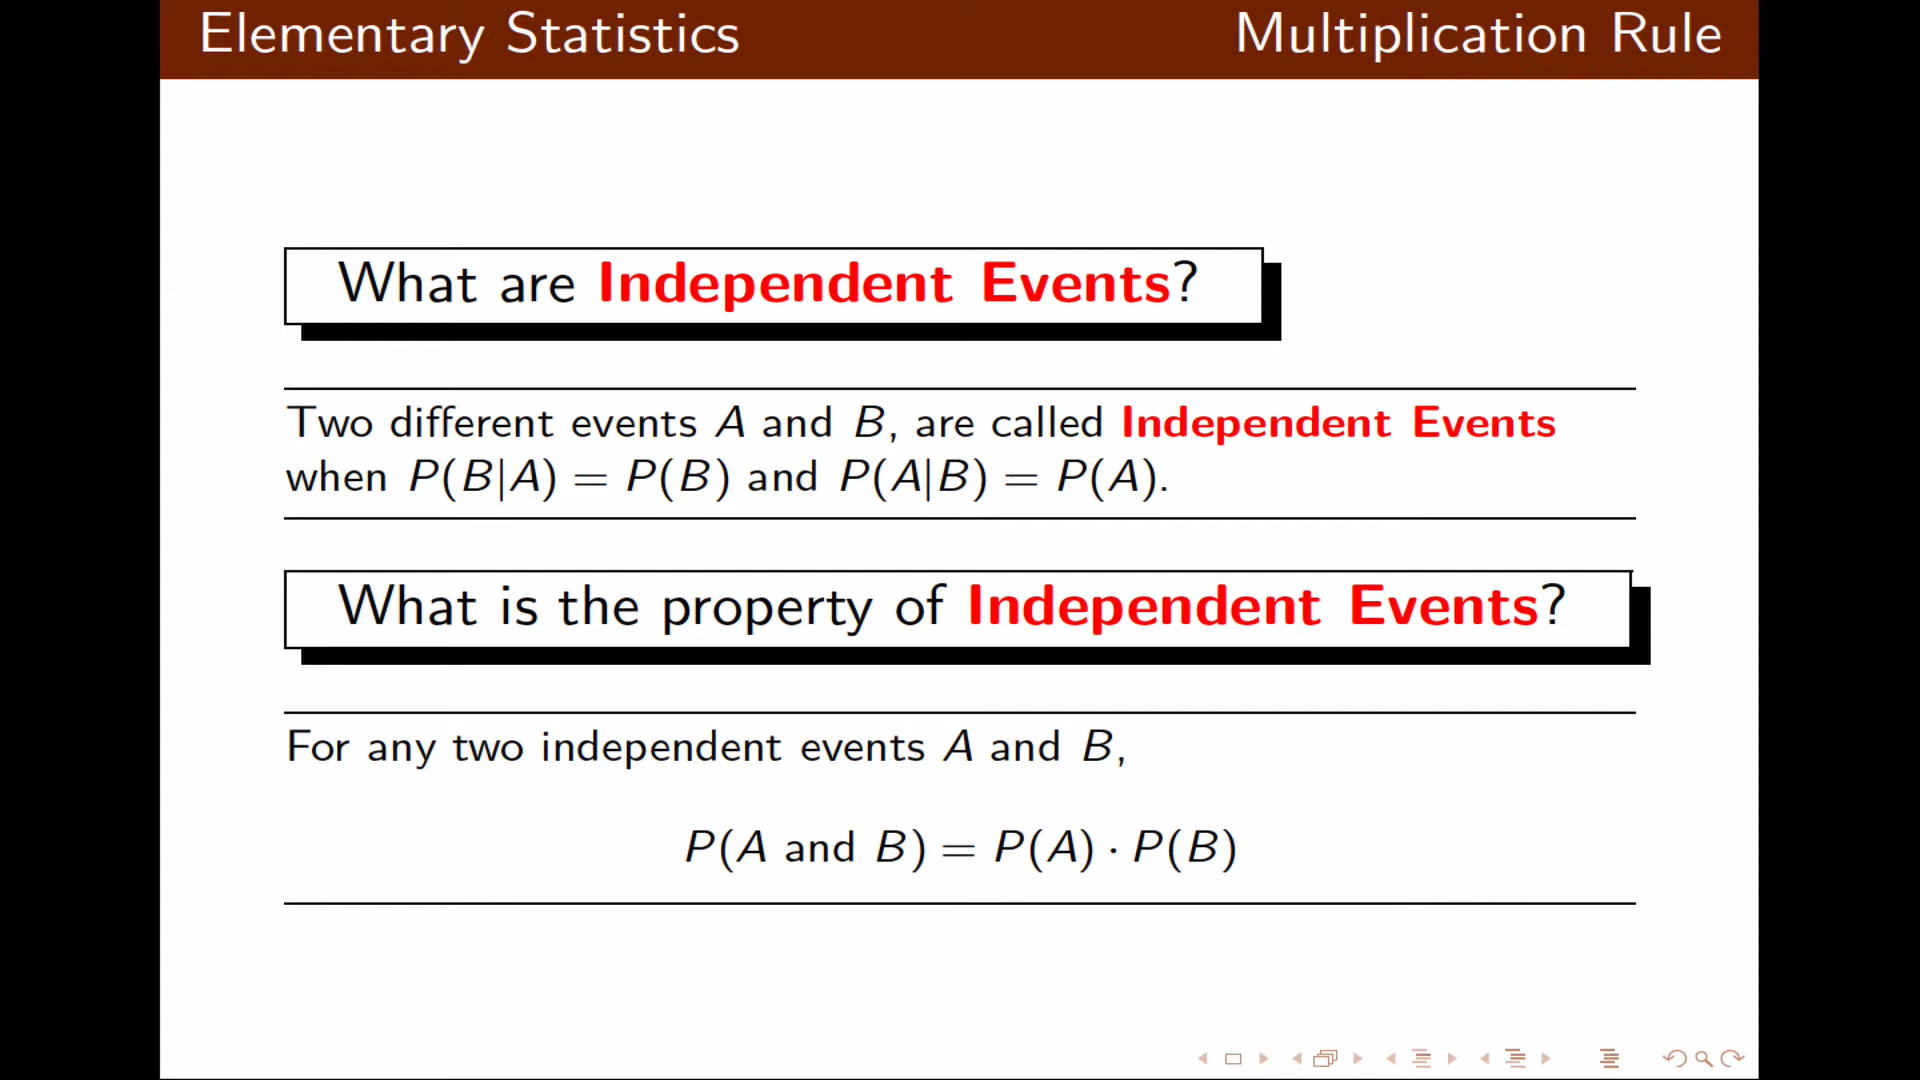 Elementary Statistics Multiplication Rule
What are Independent Events?
Two different events A and B, are called Independent Events
when P(B|A) = P(B) and P(A|B) = P(A).
What is the property of Independent Events?
For any two independent events A and B,
P(A and B) = P(A) · P(B)